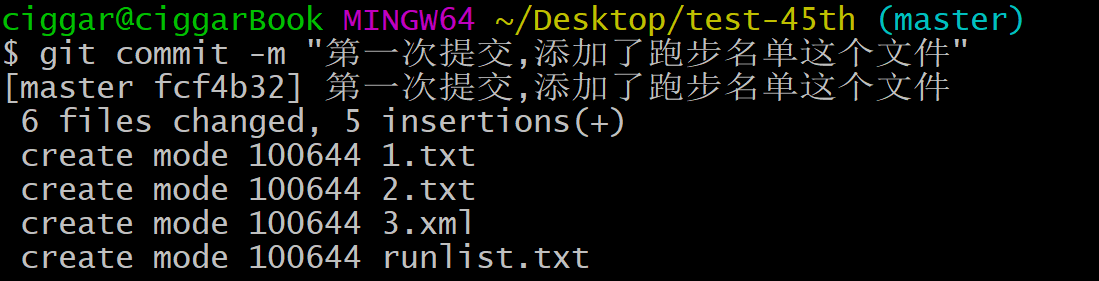 ciggar@ciggarBook MINGW64 ~/Desktop/test-45th (master)
$ git commit -m "第一次提交,添加了跑步名单这个文件"
[master fcf4b32] 第一次提交,添加了跑步名单这个文件
 6 files changed, 5 insertions(+)
 create mode 100644 1.txt
 create mode 100644 2.txt
 create mode 100644 3.xml
 create mode 100644 runlist.txt